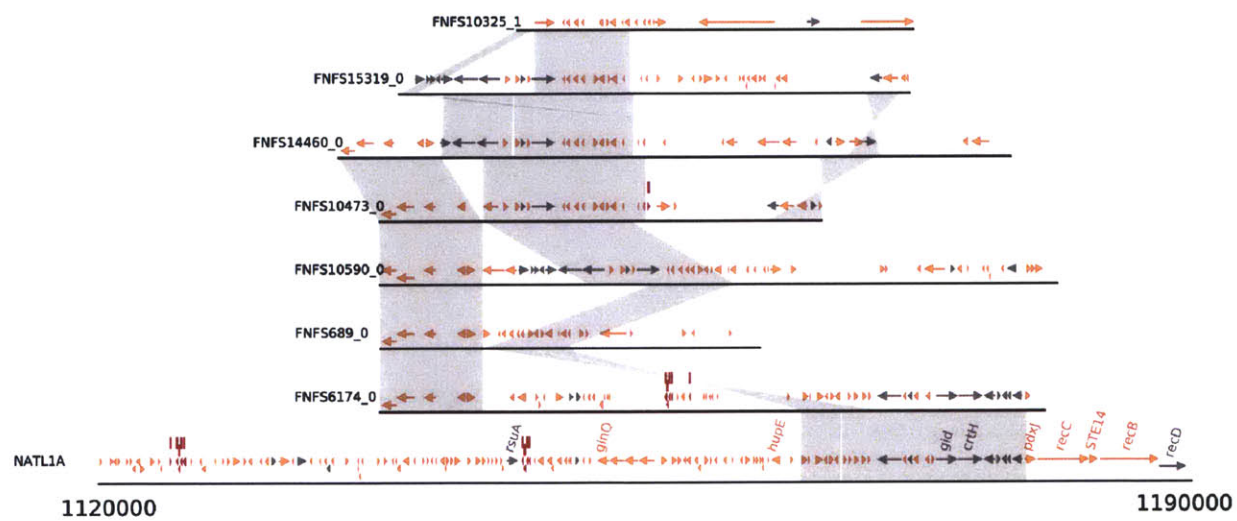 FNFS10325_1
FNFS15319_0
FNFS14460_0
FNFS10473_0
FNFS10590_0
FNFS689_0
FNFS6174_0
NATL1A
rsuA
glnQ
hupE
gid
crtH
pdxJ
recC
STE14
recB
recD
1120000
1190000